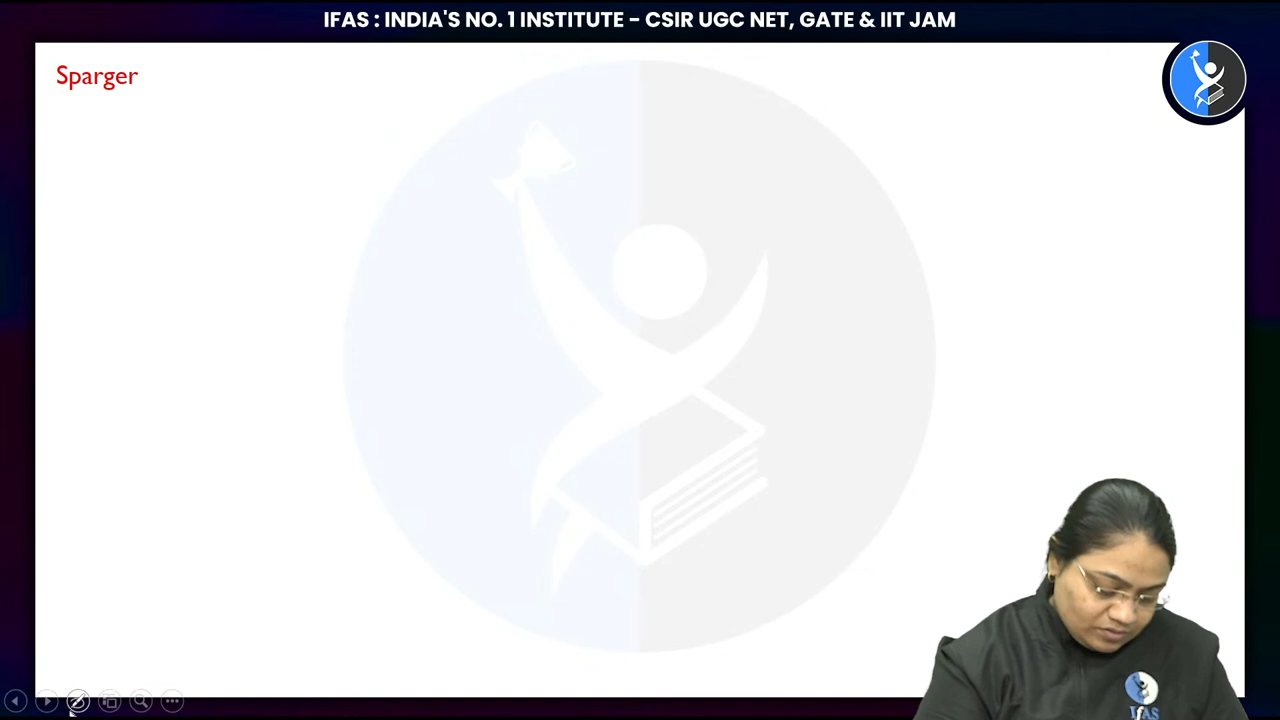 IFAS : INDIA'S NO. 1 INSTITUTE - CSIR UGC NET, GATE & IIT JAM
Sparger
IFAS